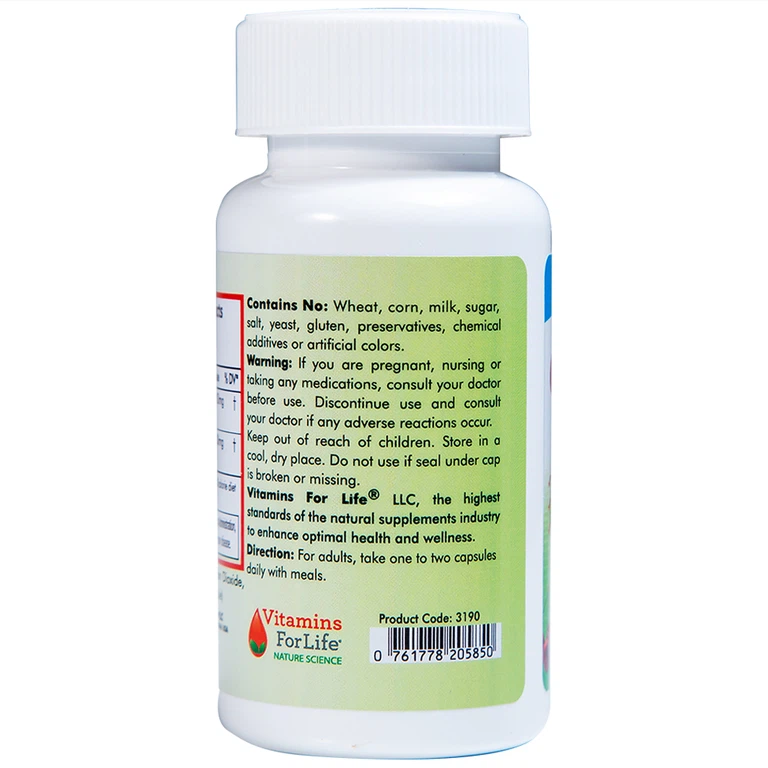 Contains No: Wheat, corn, milk, sugar,
salt, yeast, gluten, preservatives, chemical
additives or artificial colors.
Warning: If you are pregnant, nursing or
taking any medications, consult your doctor
before use. Discontinue use and consult
your doctor if any adverse reactions occur.
Keep out of reach of children. Store in a
cool, dry place. Do not use if seal under cap
is broken or missing.
Vitamins For Life® LLC, the highest
standards of the natural supplements industry
to enhance optimal health and wellness.
Direction: For adults, take one to two capsules
daily with meals.
% DV*
†
†
diet
disease.
Dioxide,
Vitamins
For Life
NATURE SCIENCE
Product Code: 3190
0 761778 205850